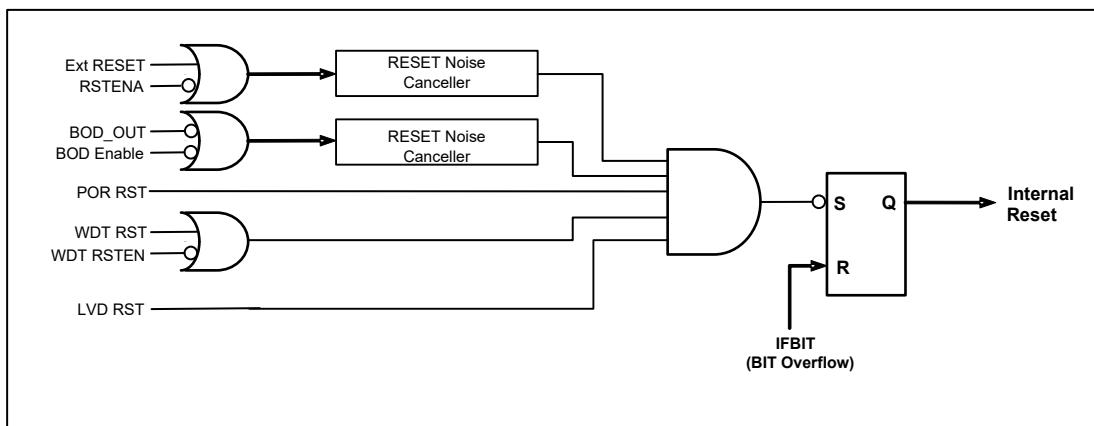 Ext RESET
RSTENA
RESET Noise
Canceller
BOD_OUT
BOD Enable
RESET Noise
Canceller
POR RST
WDT RST
WDT RSTEN
LVD RST
S
Q
R
Internal
Reset
IFBIT
(BIT Overflow)